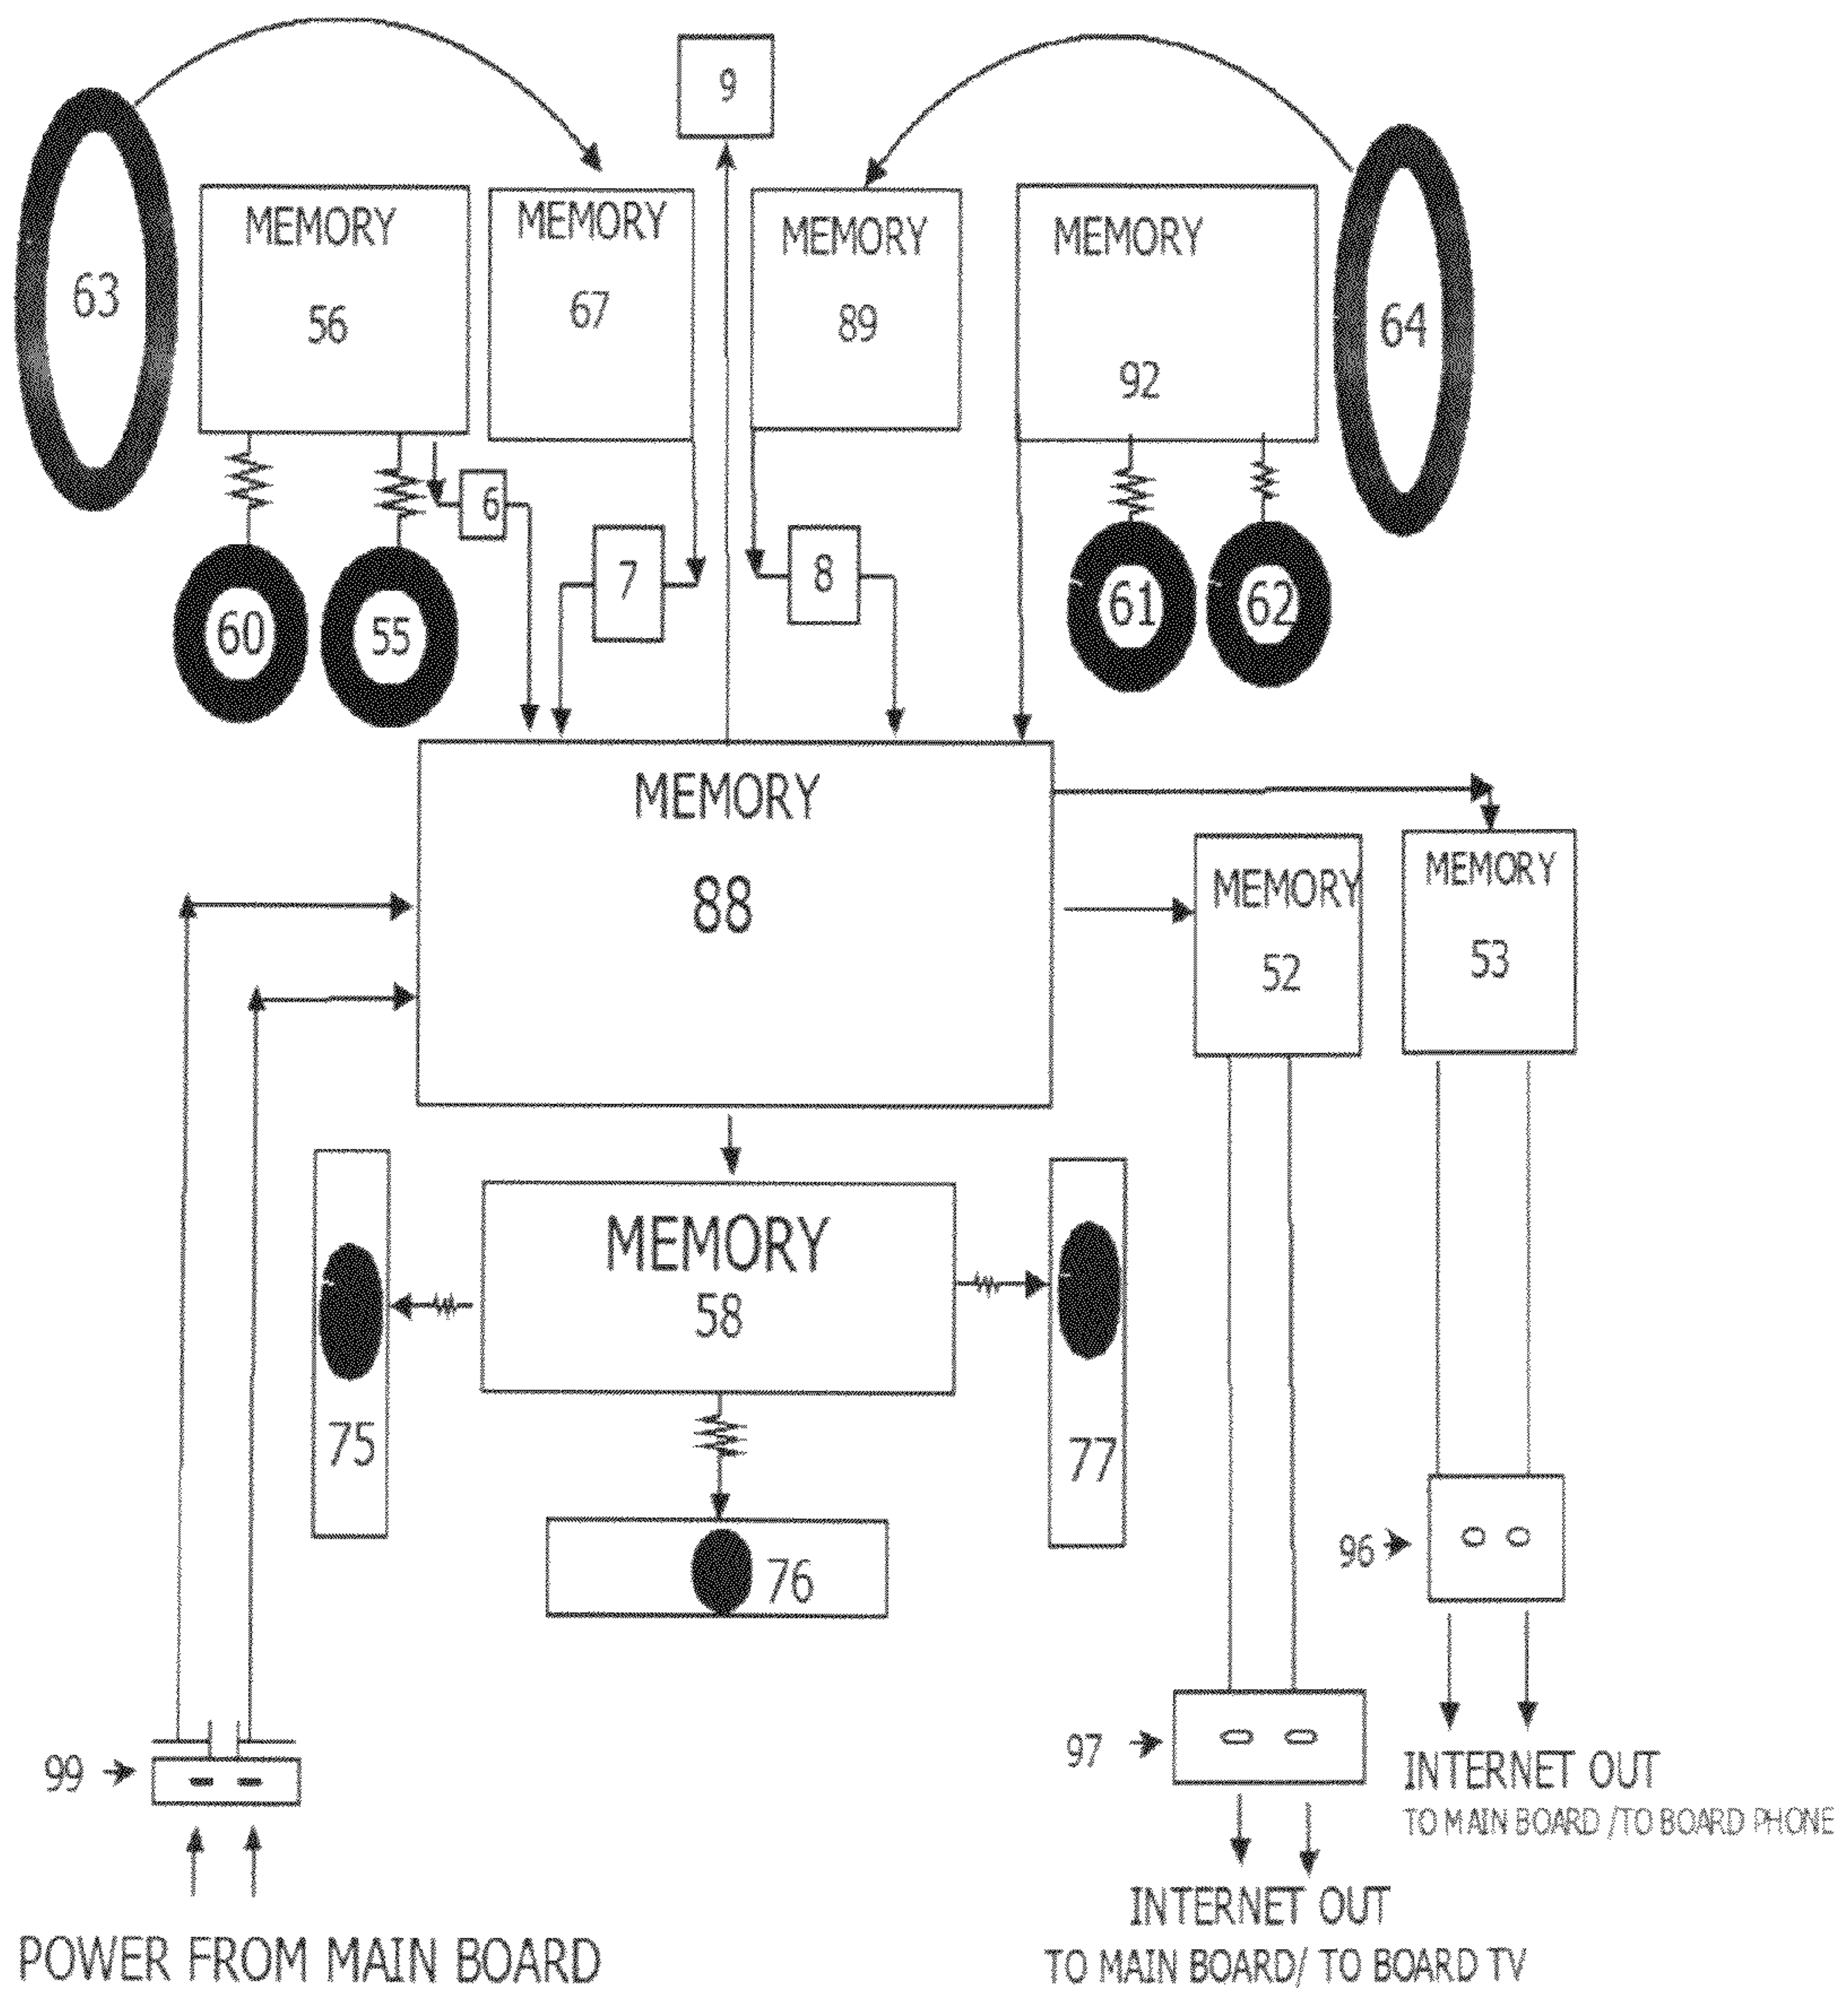 9
MEMORY
56
MEMORY
67
MEMORY
89
MEMORY
92
63
64
6
7
8
60
55
61
62
MEMORY
88
MEMORY
52
MEMORY
53
MEMORY
58
75
77
76
96
97
99
INTERNET OUT
TO MAIN BOARD /TO BOARD PHONE
INTERNET OUT
TO MAIN BOARD/ TO BOARD TV
POWER FROM MAIN BOARD